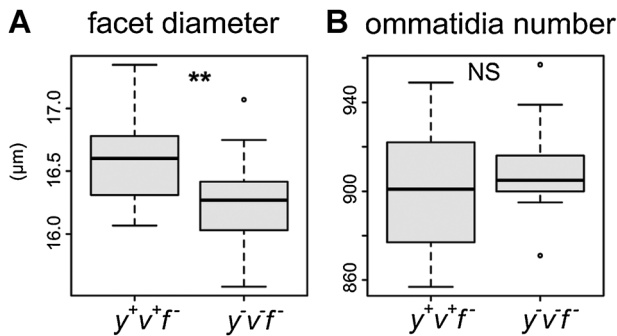 A facet diameter
B ommatidia number
**
NS
(μm)
17.0
16.5
16.0
940
900
860
y⁺v⁺f⁻
y⁻v⁻f⁻
y⁺v⁺f⁻
y⁻v⁻f⁻